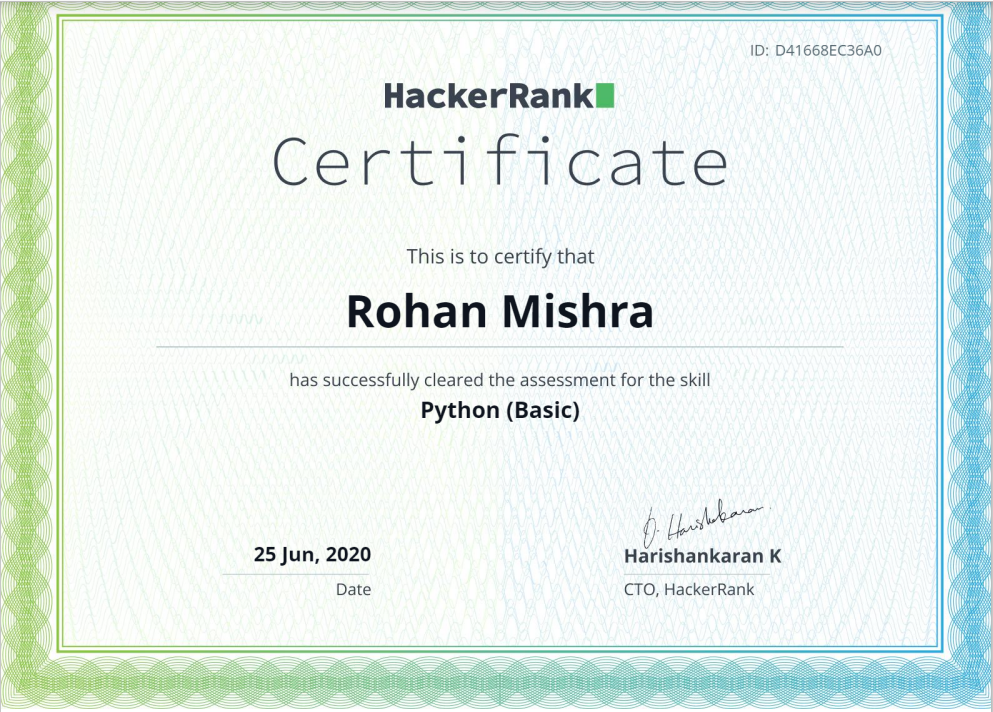 ID: D41668EC36A0
HackerRank
Certificate
This is to certify that
Rohan Mishra
has successfully cleared the assessment for the skill
Python (Basic)
25 Jun, 2020
Date
Harishankaran K
CTO, HackerRank